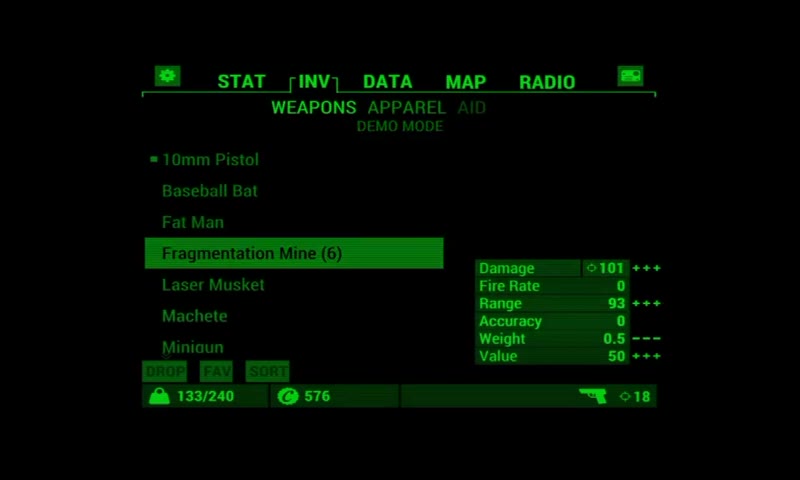 STAT INV DATA MAP RADIO
WEAPONS APPAREL AID
DEMO MODE
10mm Pistol
Baseball Bat
Fat Man
Fragmentation Mine (6)
Laser Musket
Machete
Minigun
Damage 101 +++
Fire Rate 0
Range 93 +++
Accuracy 0
Weight 0.5 ---
Value 50 +++
DROP FAV SORT
133/240 576 18